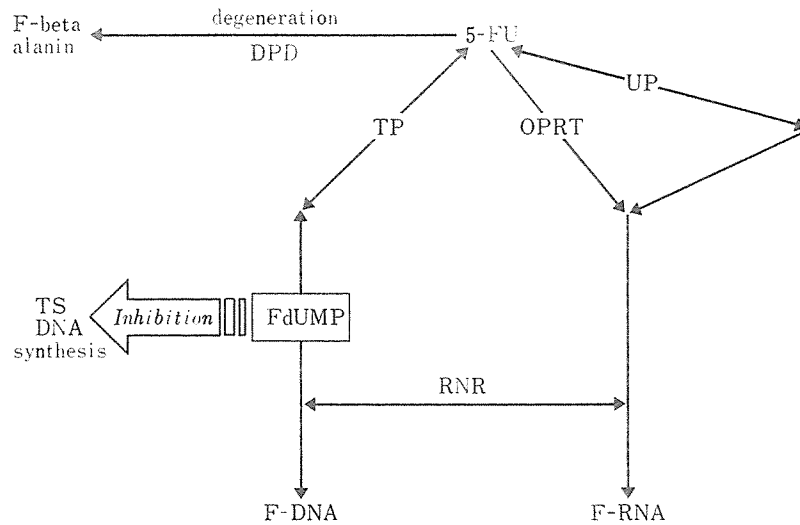 F-beta
alanin
degeneration
DPD
5-FU
UP
TP
OPRT
TS
DNA
synthesis
Inhibition
FdUMP
RNR
F-DNA
F-RNA